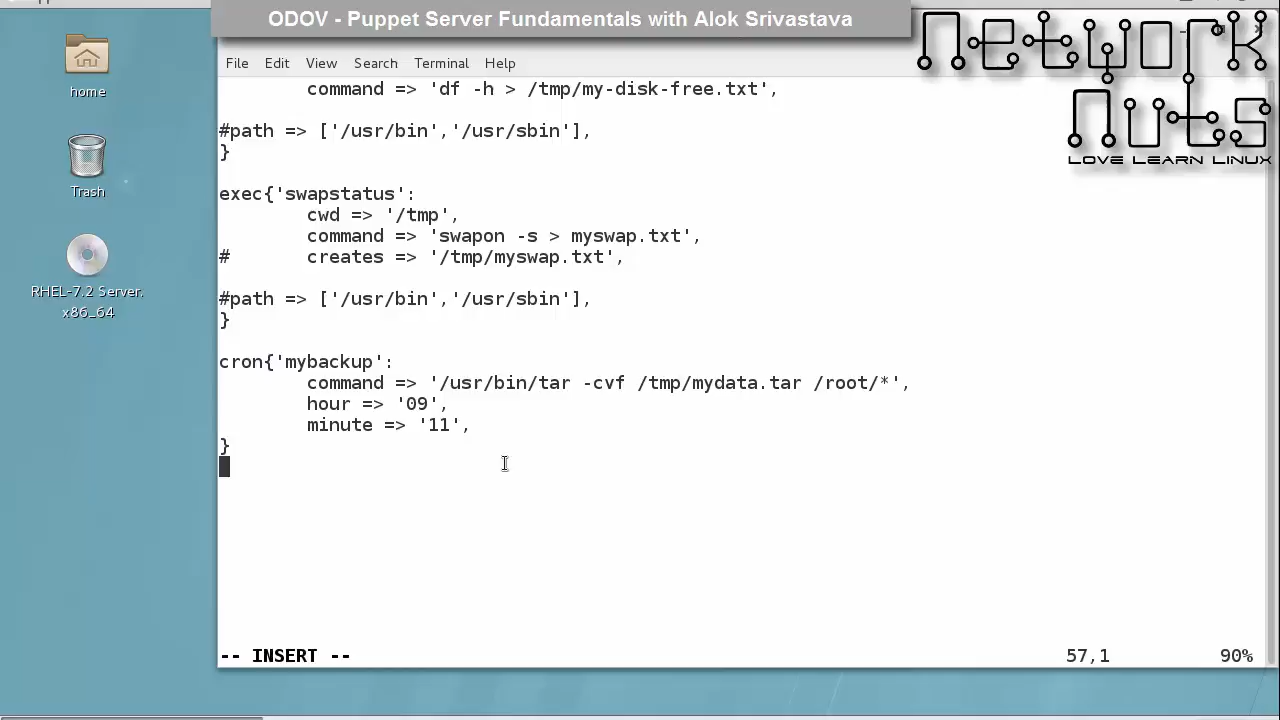 ODOV - Puppet Server Fundamentals with Alok Srivastava
Network
Nuts
LOVE LEARN LINUX
home
Trash
RHEL-7.2 Server.
x86_64
File Edit View Search Terminal Help
command => 'df -h > /tmp/my-disk-free.txt',
#path => ['/usr/bin','/usr/sbin'],
}
exec{'swapstatus':
cwd => '/tmp',
command => 'swapon -s > myswap.txt',
# creates => '/tmp/myswap.txt',
#path => ['/usr/bin','/usr/sbin'],
}
cron{'mybackup':
command => '/usr/bin/tar -cvf /tmp/mydata.tar /root/*',
hour => '09',
minute => '11',
}
-- INSERT -- 57,1 90%